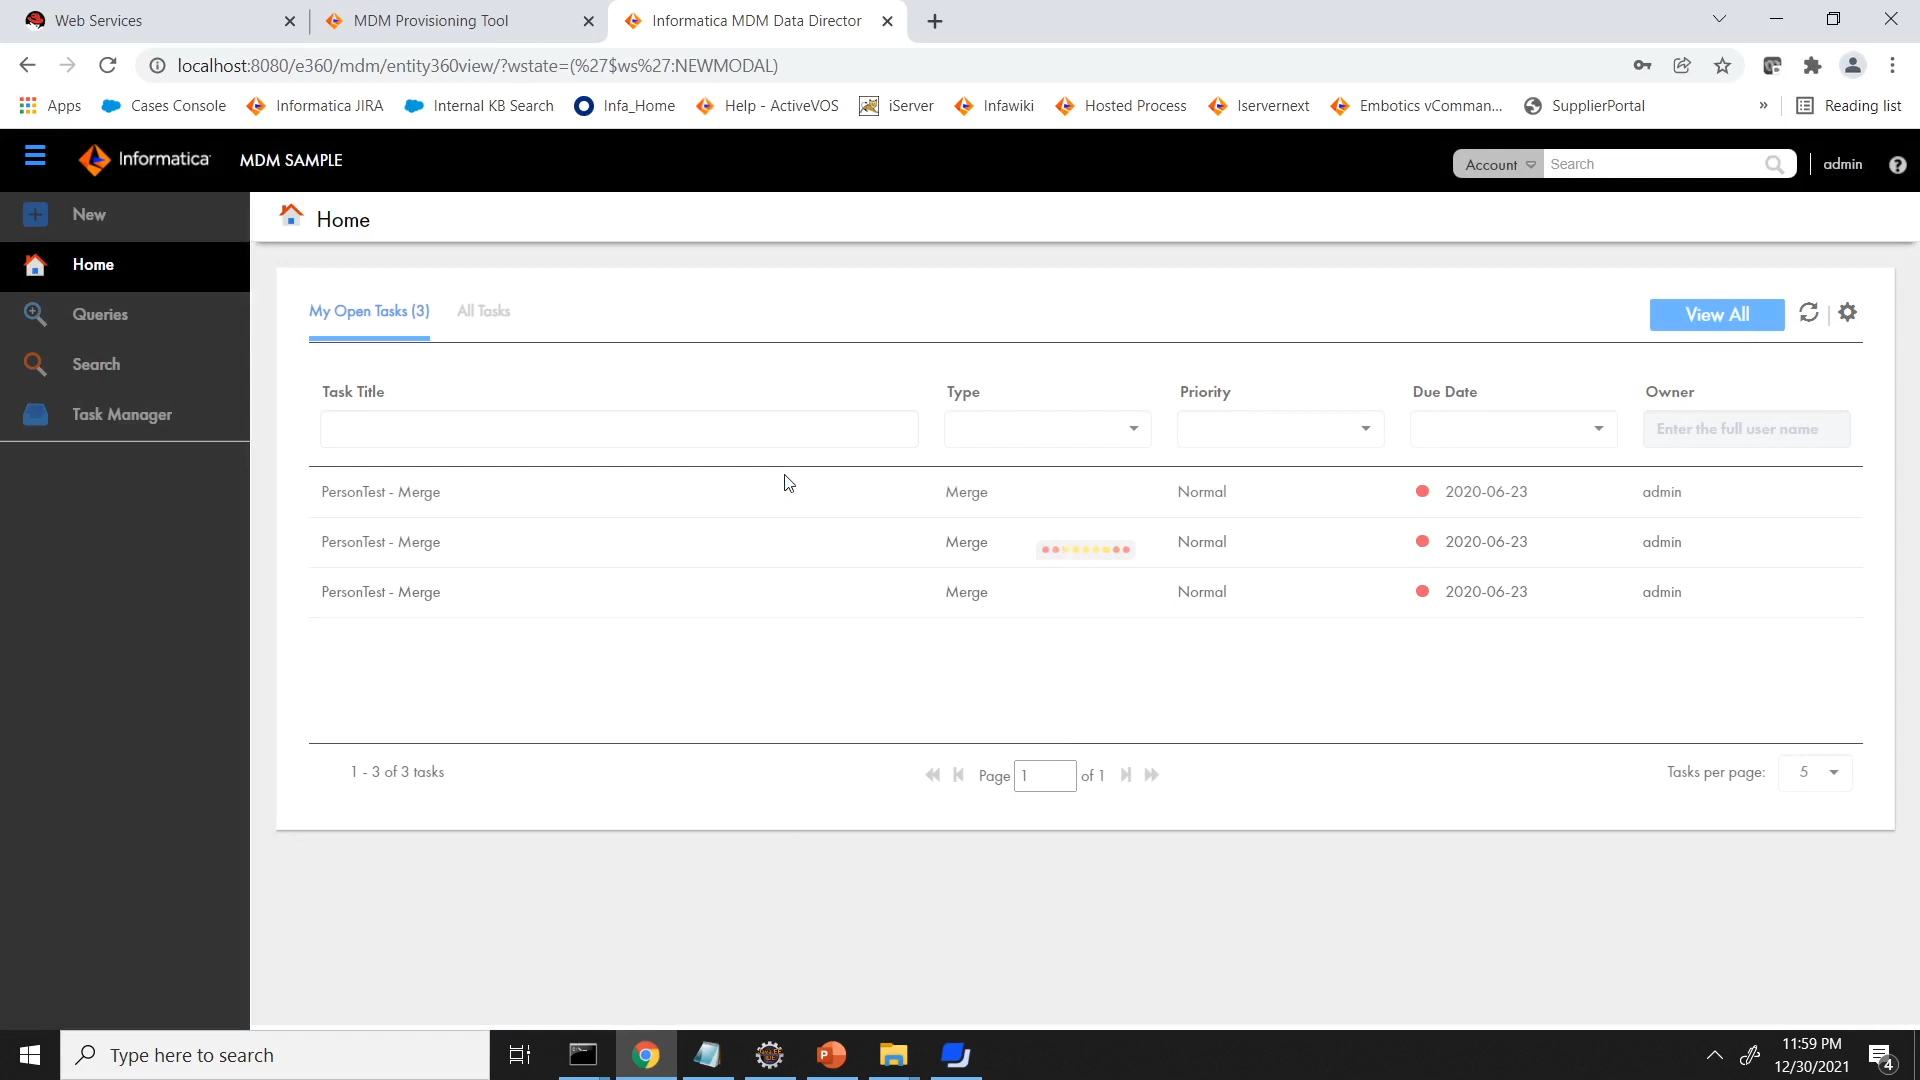 Web Services
MDM Provisioning Tool
Informatica MDM Data Director
localhost:8080/e360/mdm/entity360view/?wstate=(%27$ws%27:NEWMODAL)
Apps Cases Console Informatica JIRA Internal KB Search Infa_Home Help - ActiveVOS iServer Infawiki Hosted Process Iservernext Embotics vComman... SupplierPortal » Reading list
Informatica MDM SAMPLE Account Search admin ?
New
Home
Home
Queries
Search
Task Manager
My Open Tasks (3) All Tasks View All
Task Title Type Priority Due Date Owner
Enter the full user name
PersonTest - Merge Merge Normal 2020-06-23 admin
PersonTest - Merge Merge Normal 2020-06-23 admin
PersonTest - Merge Merge Normal 2020-06-23 admin
1 - 3 of 3 tasks Page 1 of 1 Tasks per page: 5
Type here to search
11:59 PM
12/30/2021
4